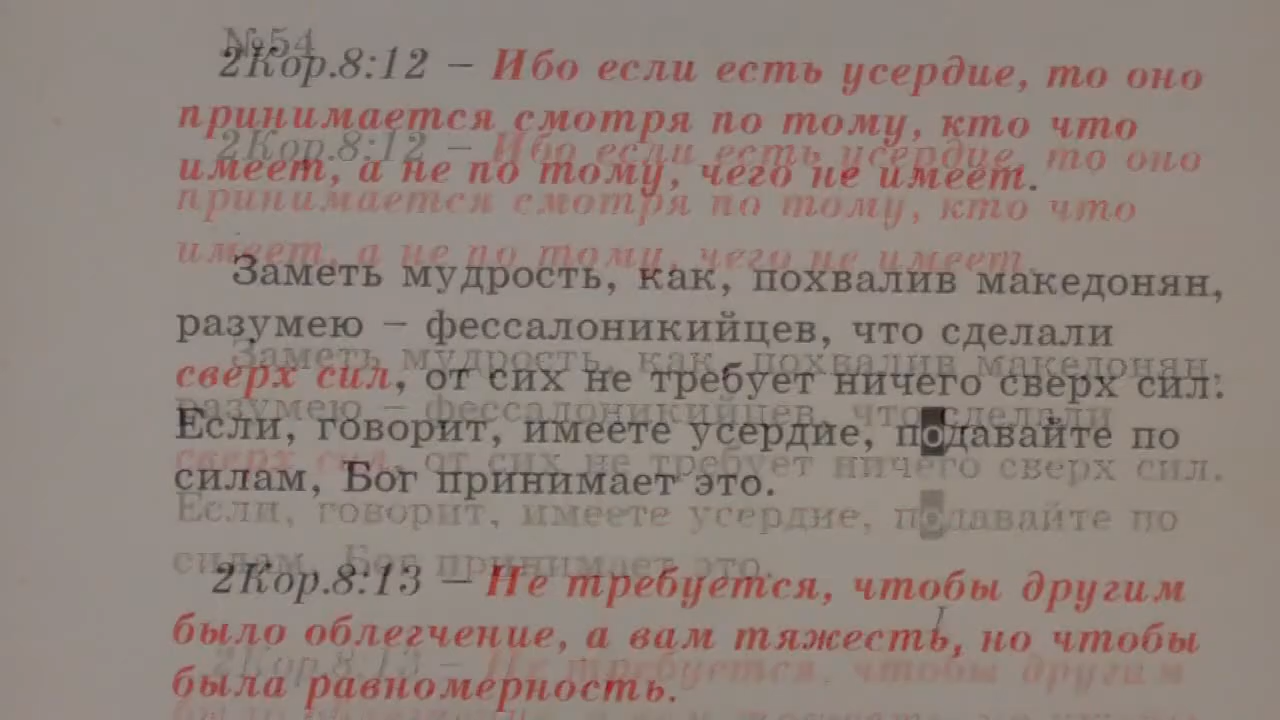 №54
2Кор.8:12 – Ибо если есть усердие, то оно
принимается смотря по тому, кто что
имеет, а не по тому, чего не имеет.
Заметь мудрость, как, похвалив македонян,
разумею – фессалоникийцев, что сделали
сверх сил, от сих не требует ничего сверх сил:
Если, говорит, имеете усердие, подавайте по
силам, Бог принимает это.
2Кор.8:13 – Не требуется, чтобы другим
было облегчение, а вам тяжесть, но чтобы
была равномерность.